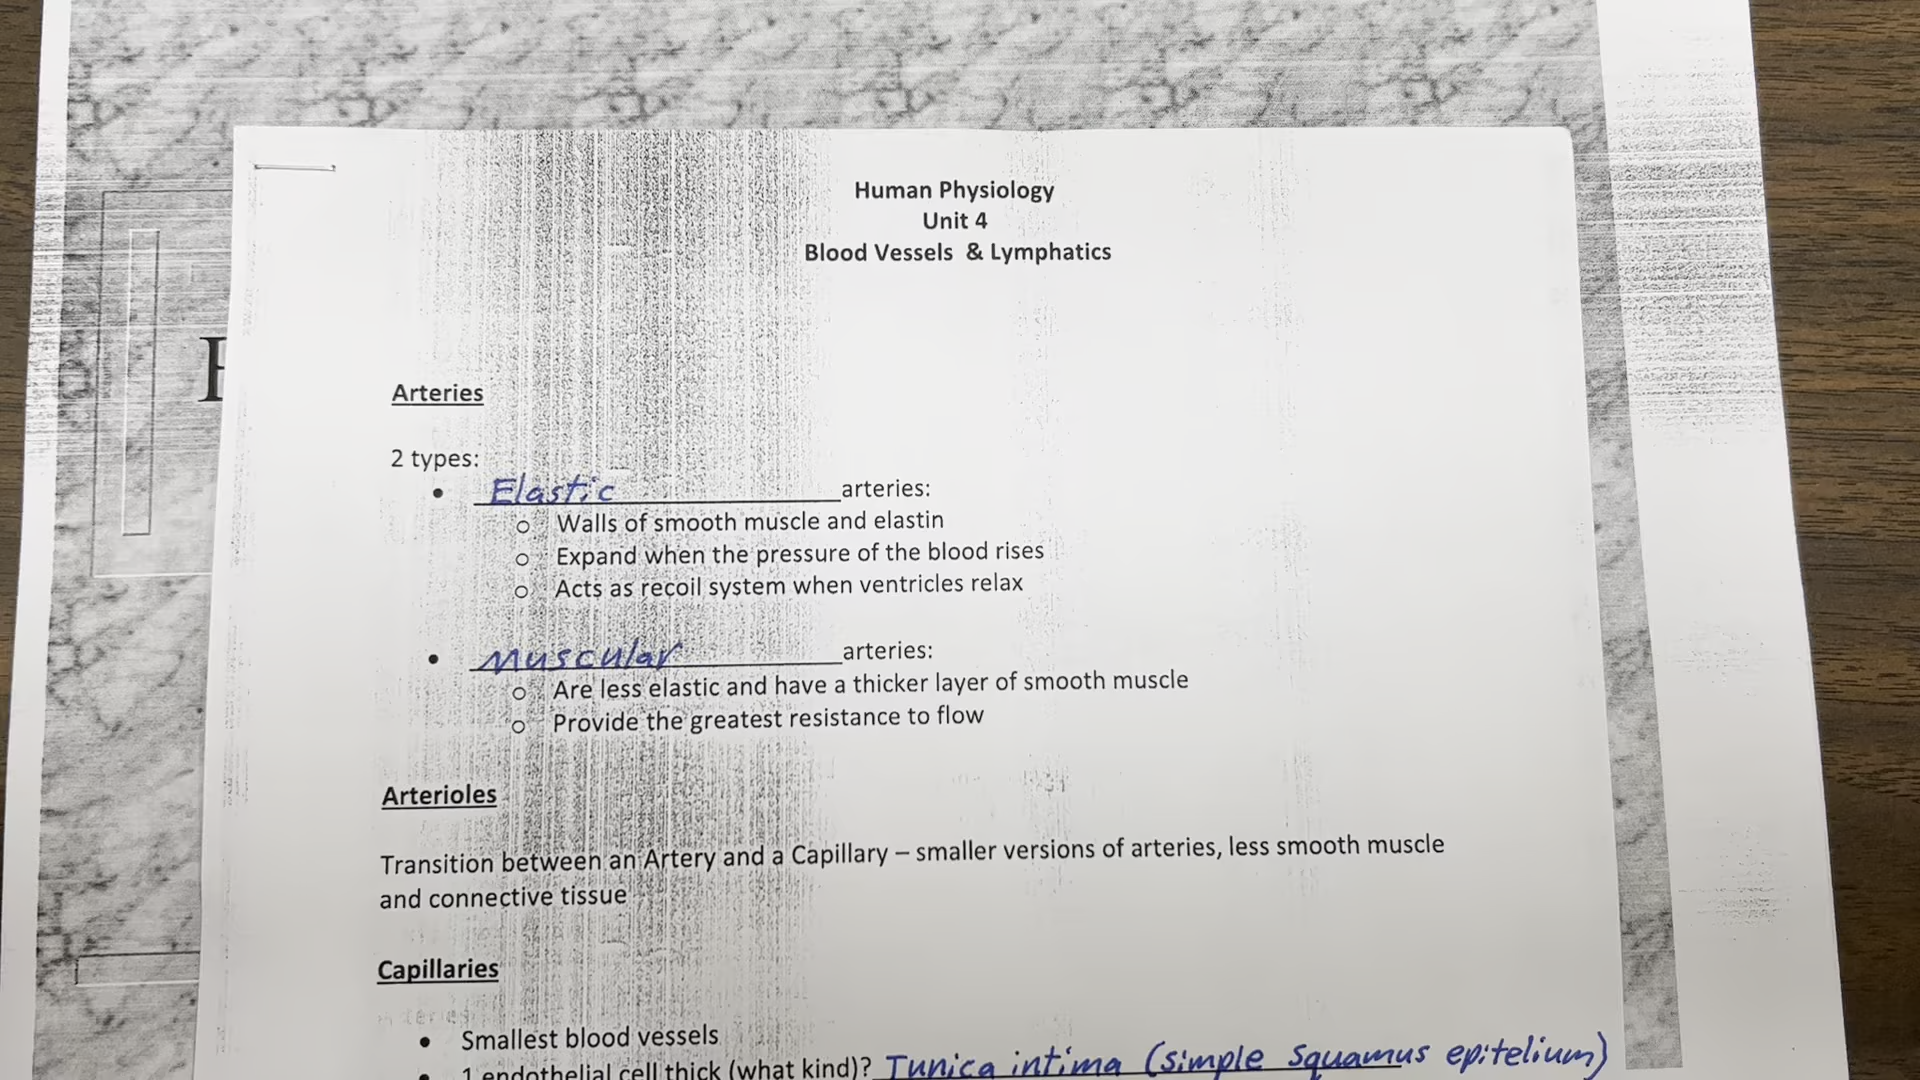 Human Physiology
Unit 4
Blood Vessels & Lymphatics
Arteries
2 types:
• Elastic arteries:
o Walls of smooth muscle and elastin
o Expand when the pressure of the blood rises
o Acts as recoil system when ventricles relax
• Muscular arteries:
o Are less elastic and have a thicker layer of smooth muscle
o Provide the greatest resistance to flow
Arterioles
Transition between an Artery and a Capillary – smaller versions of arteries, less smooth muscle
and connective tissue
Capillaries
• Smallest blood vessels
• 1 endothelial cell thick (what kind)? Tunica intima (simple squamus epitelium)